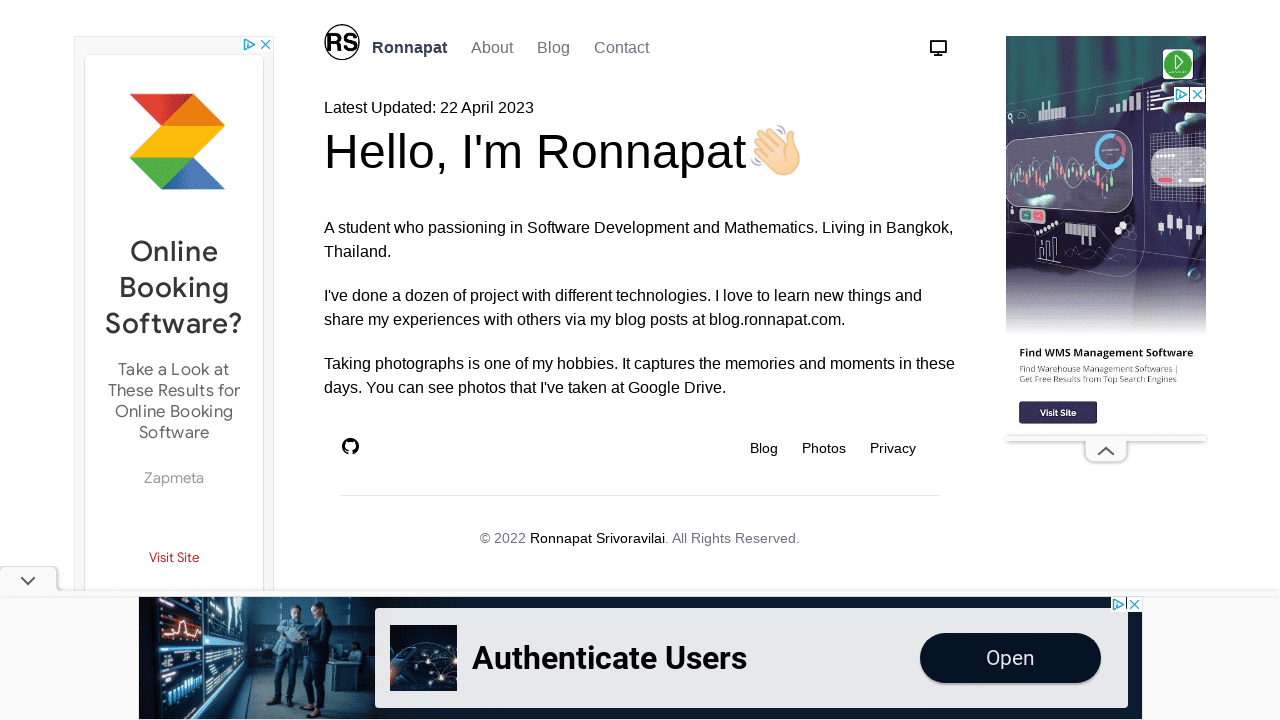 RS
Ronnapat About Blog Contact
Latest Updated: 22 April 2023
Hello, I'm Ronnapat
A student who passioning in Software Development and Mathematics. Living in Bangkok,
Thailand.
I've done a dozen of project with different technologies. I love to learn new things and
share my experiences with others via my blog posts at blog.ronnapat.com.
Taking photographs is one of my hobbies. It captures the memories and moments in these
days. You can see photos that I've taken at Google Drive.
Blog Photos Privacy
© 2022 Ronnapat Srivoravilai. All Rights Reserved.
Online
Booking
Software?
Take a Look at
These Results for
Online Booking
Software
Zapmeta
Visit Site
Find WMS Management Software
Find Warehouse Management Softwares |
Get Free Results from Top Search Engines
Visit Site
Authenticate Users
Open